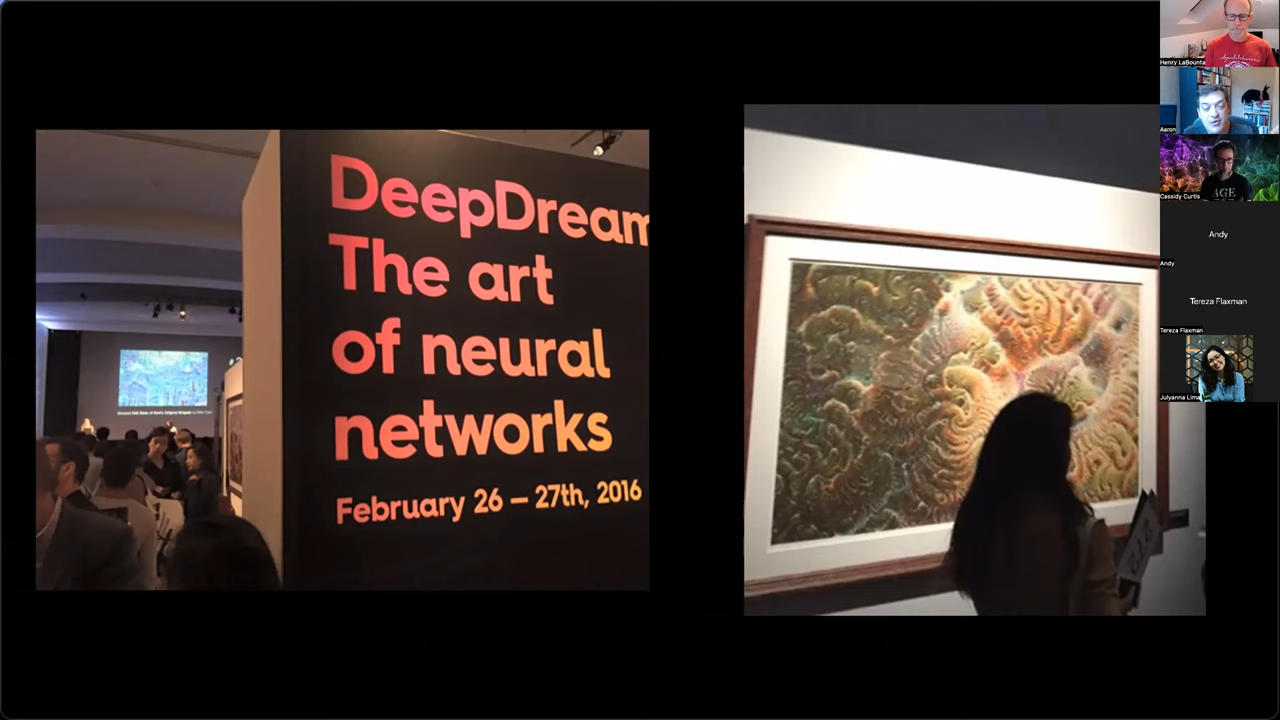 DeepDream
The art
of neural
networks
February 26 – 27th, 2016
212
Henry LaBounta
Aaron
AGE
Cassidy Curtis
Andy
Andy
Tereza Flaxman
Tereza Flaxman
Julyanna Lima